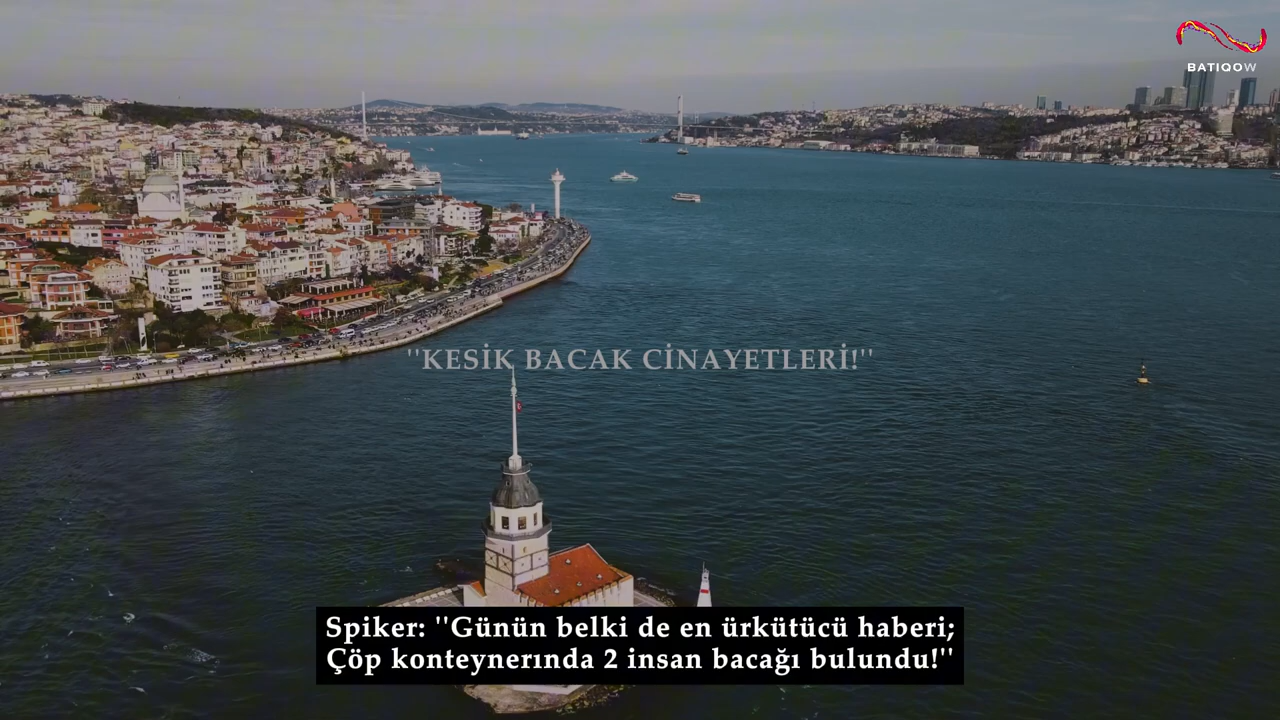 BATIQOW
''KESİK BACAK CİNAYETLERİ!''
Spiker: ''Günün belki de en ürkütücü haberi;
Çöp konteynerında 2 insan bacağı bulundu!''